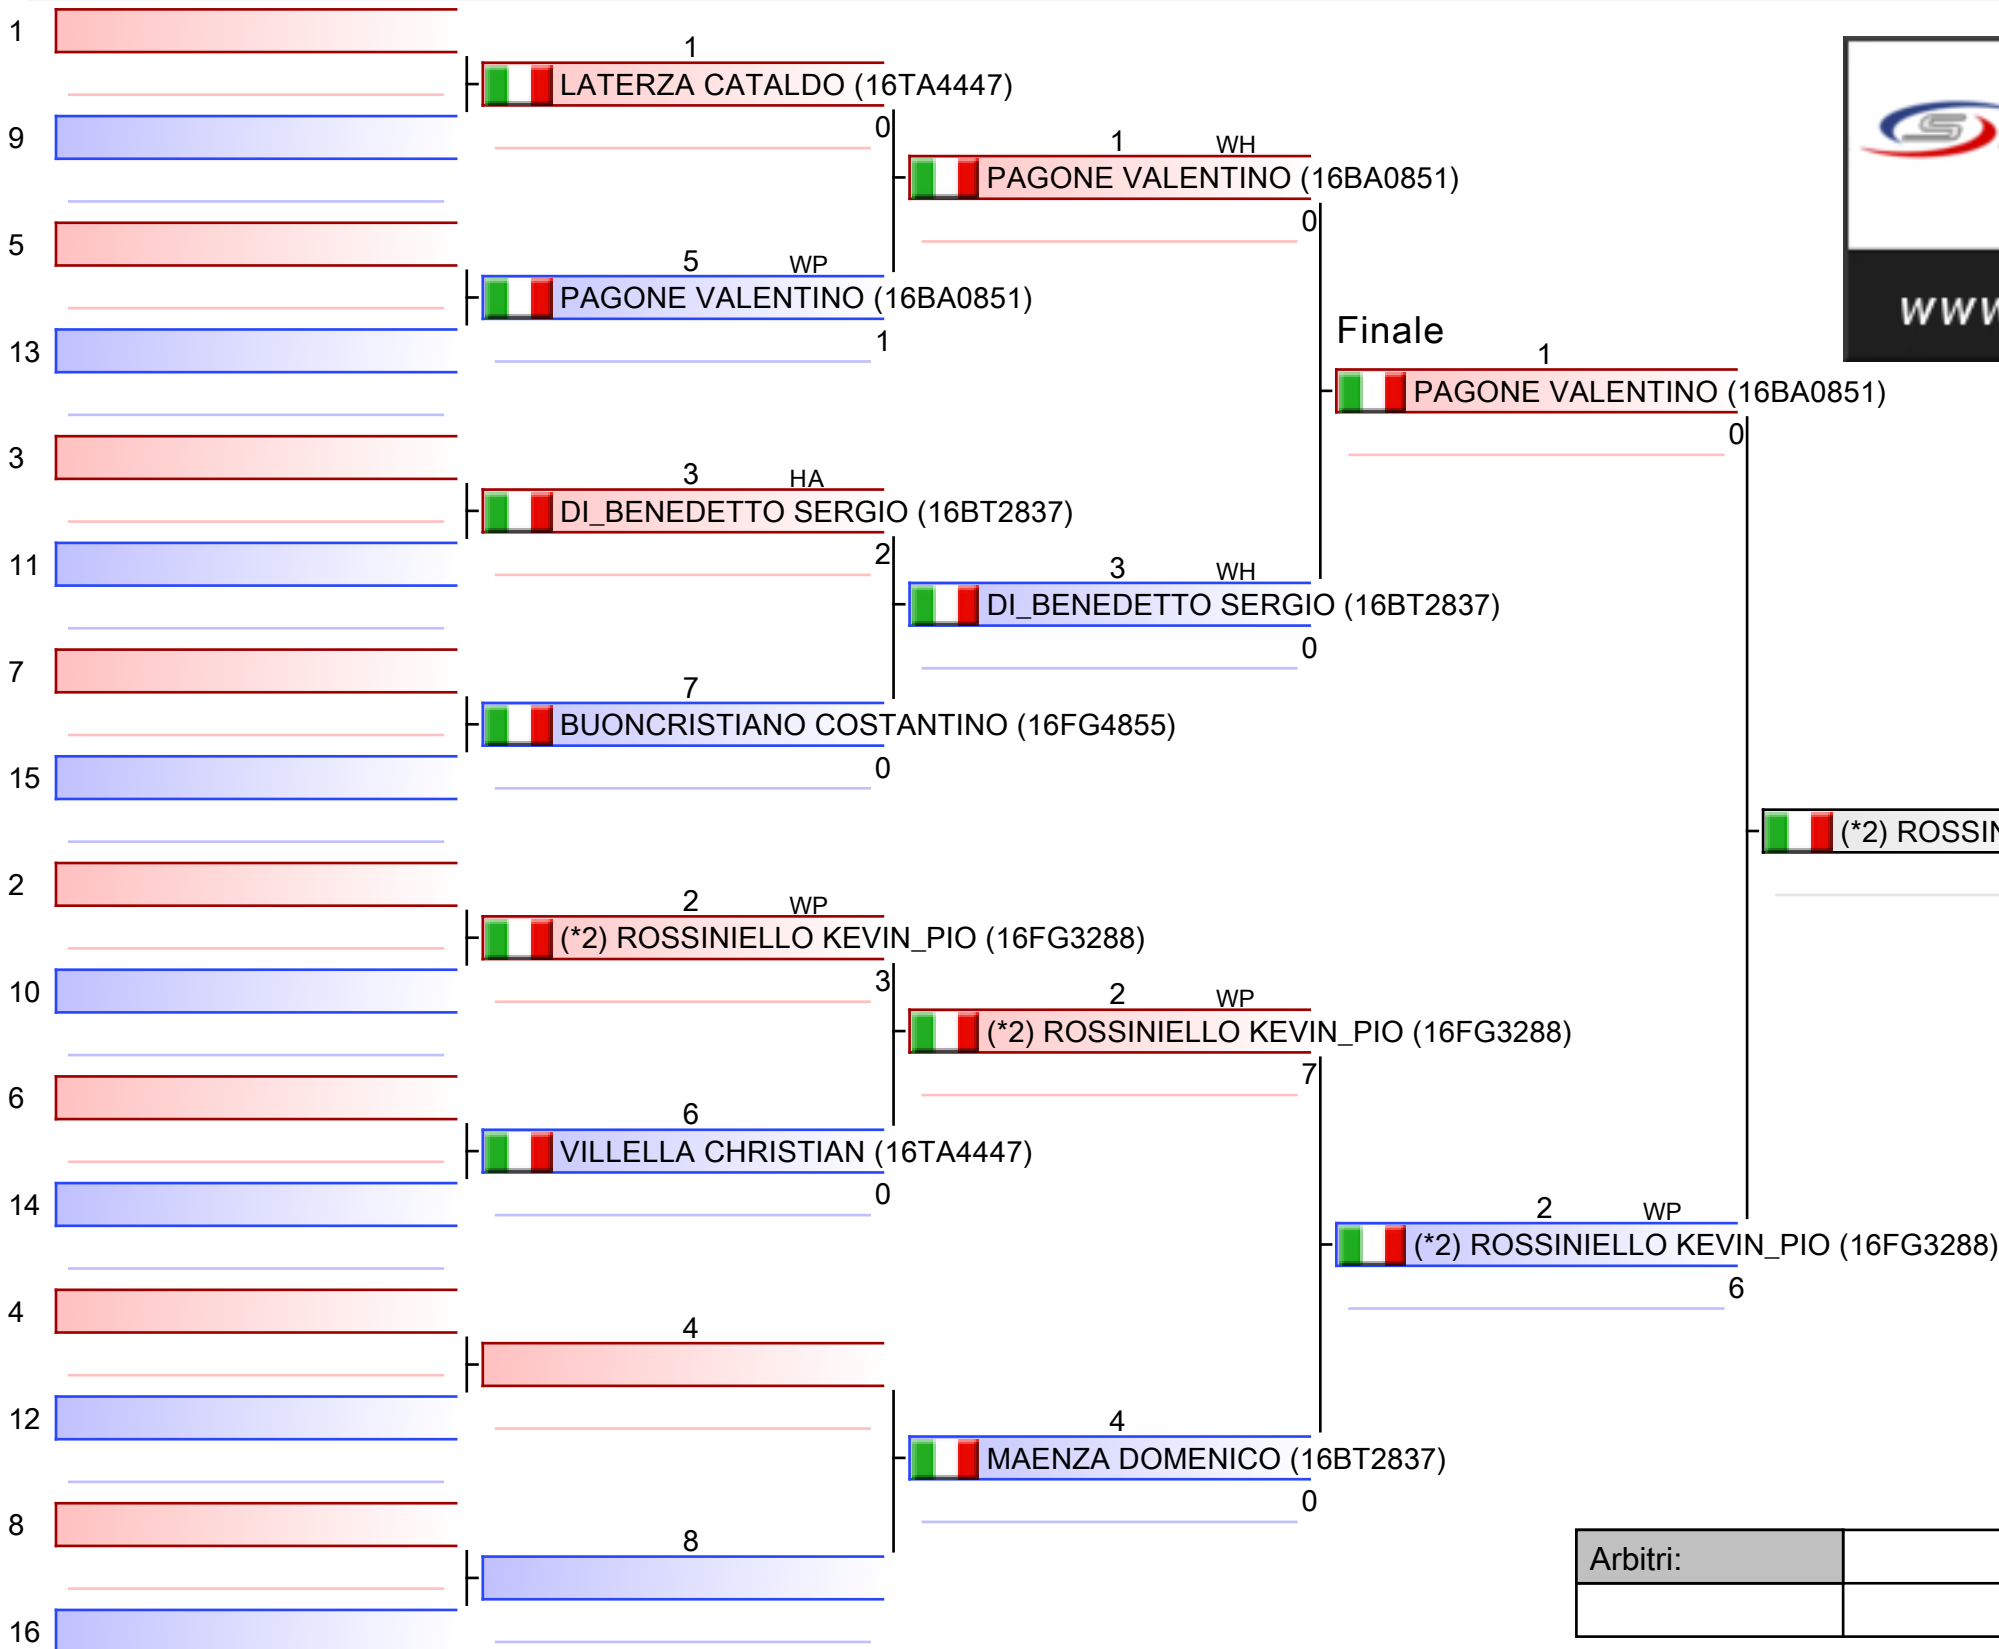 1
1
LATERZA CATALDO (16TA4447)
0
9
1 WH
PAGONE VALENTINO (16BA0851)
0
5
5 WP
PAGONE VALENTINO (16BA0851)
1
13
Finale
1
PAGONE VALENTINO (16BA0851)
0
www
3
3 HA
DI_BENEDETTO SERGIO (16BT2837)
2
11
3 WH
DI_BENEDETTO SERGIO (16BT2837)
0
7
7
BUONCRISTIANO COSTANTINO (16FG4855)
0
15
(*2) ROSSIN
2
2 WP
(*2) ROSSINIELLO KEVIN_PIO (16FG3288)
3
10
2 WP
(*2) ROSSINIELLO KEVIN_PIO (16FG3288)
7
6
6
VILLELLA CHRISTIAN (16TA4447)
0
14
2 WP
(*2) ROSSINIELLO KEVIN_PIO (16FG3288)
6
4
4
12
4
MAENZA DOMENICO (16BT2837)
0
8
8
16
Arbitri: